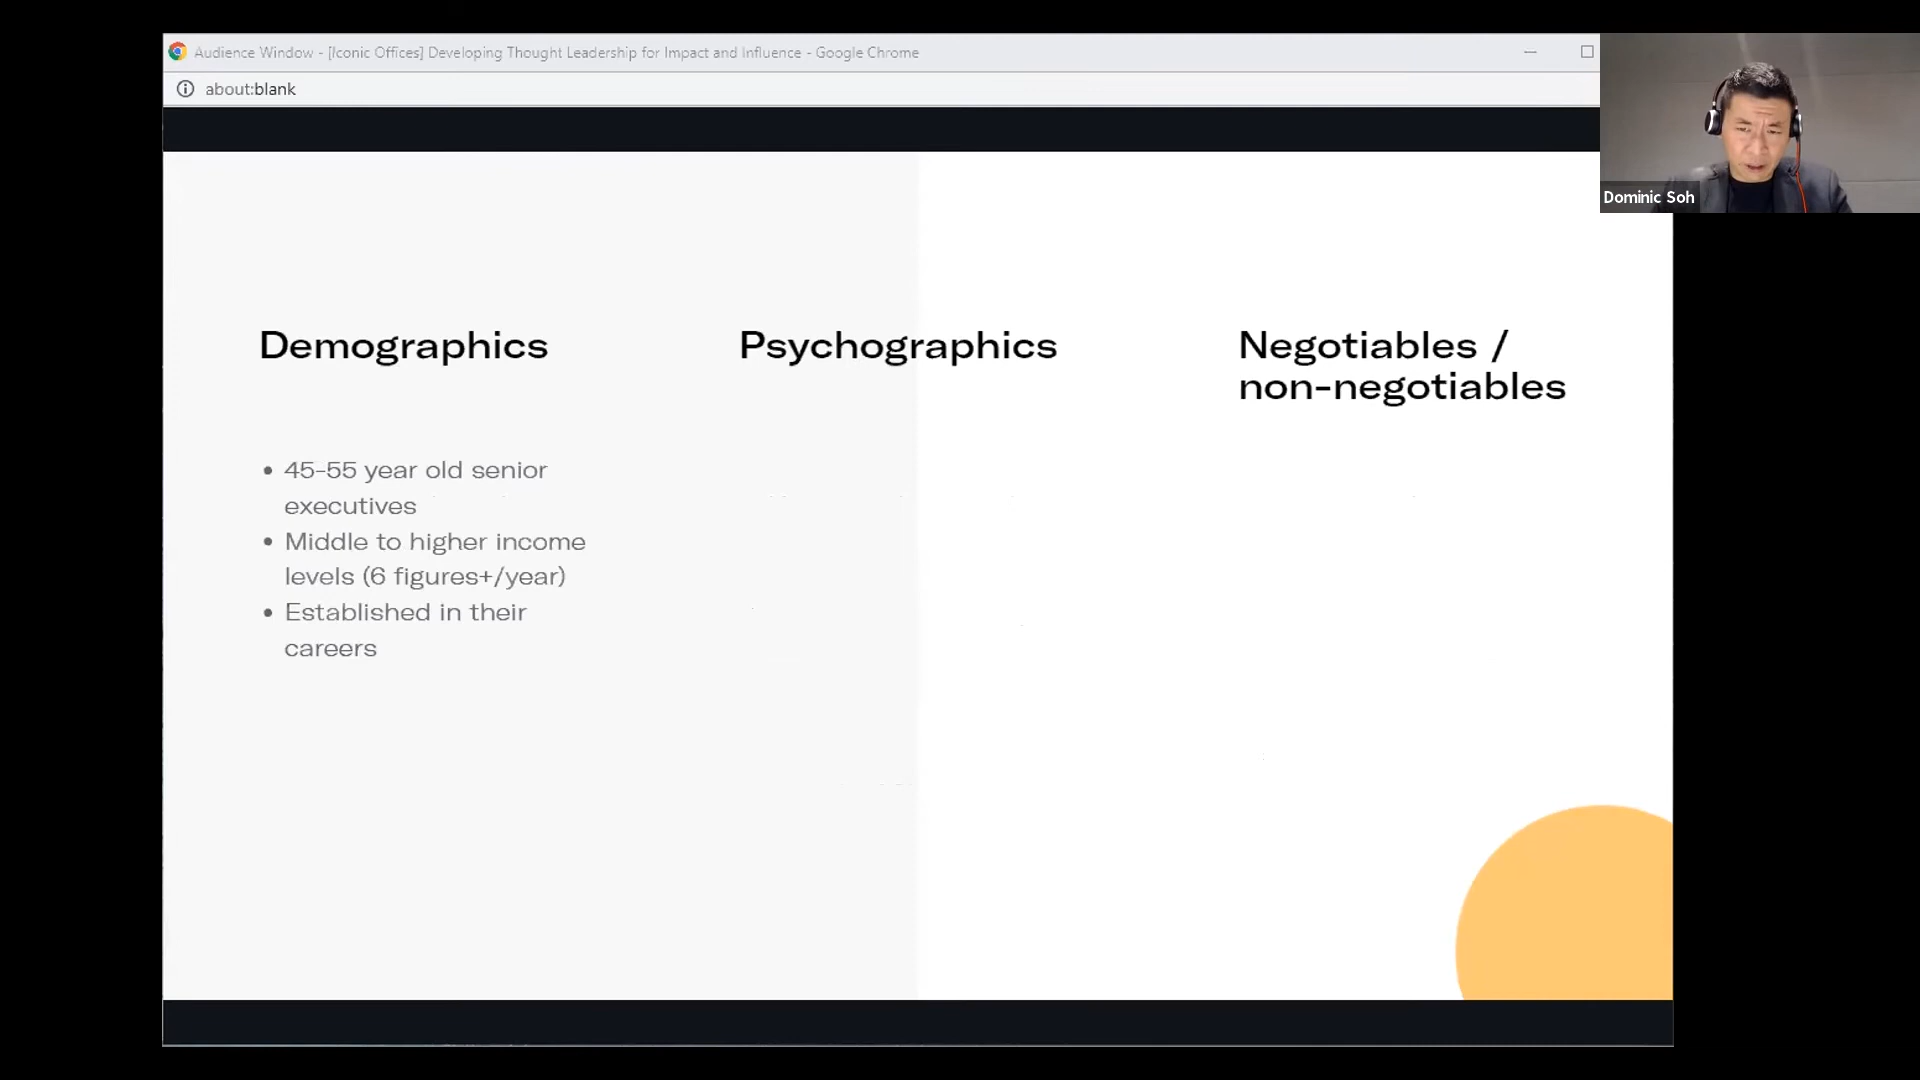 Audience Window - [Iconic Offices] Developing Thought Leadership for Impact and Influence - Google Chrome
about:blank
Dominic Soh
Demographics
Psychographics
Negotiables /
non-negotiables
• 45-55 year old senior
executives
• Middle to higher income
levels (6 figures+/year)
• Established in their
careers